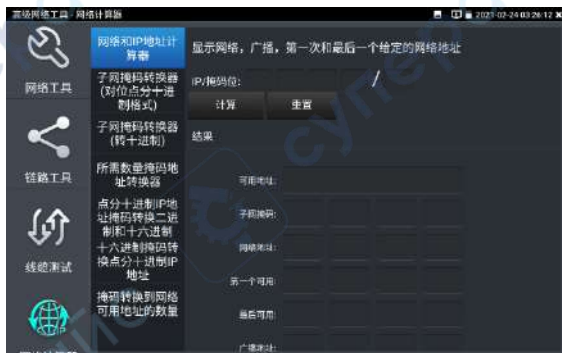 高级网络工具 - 网络计算器
2021-02-24 03:26:12
网络工具
链路工具
线缆测试
网络和IP地址计
算器
子网掩码转换器
(对位点分十进
制格式)
子网掩码转换器
(转十进制)
所需数量掩码地
址转换器
点分十进制IP地
址掩码转换二进
制和十六进制
十六进制掩码转
换点分十进制IP
地址
掩码转换到网络
可用地址的数量
显示网络，广播，第一次和最后一个给定的网络地址
IP/掩码位:
/
计算
重置
结果
可用地址:
子网掩码:
网络地址:
第一个可用:
最后可用:
广播地址: